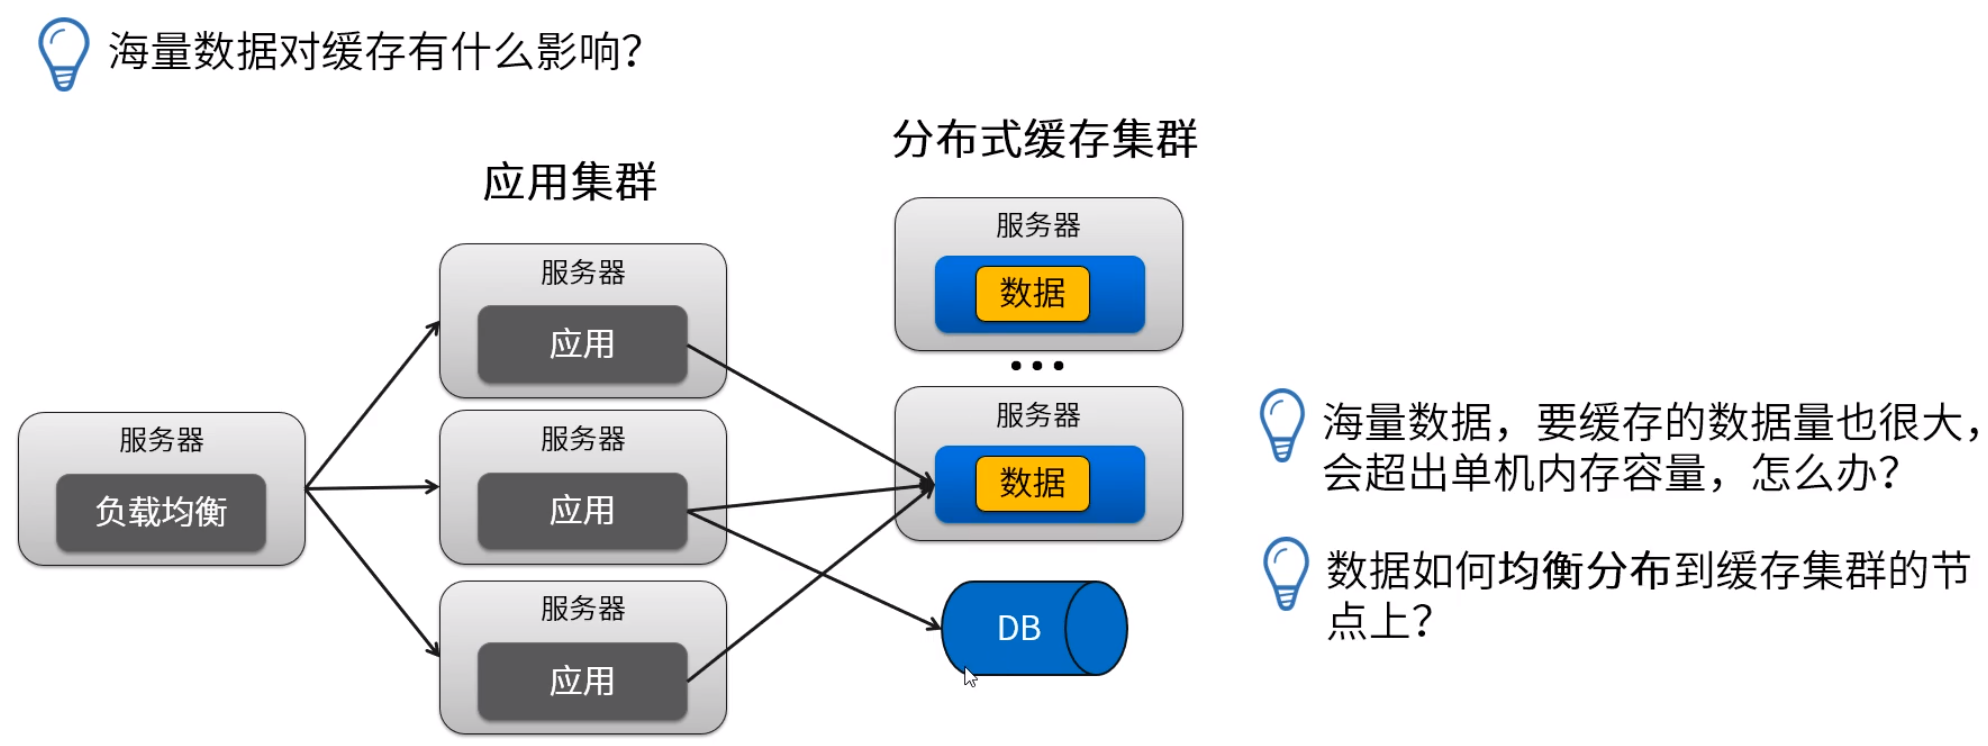 海量数据对缓存有什么影响？
分布式缓存集群
应用集群
服务器
数据
服务器
应用
•••
服务器
数据
服务器
应用
服务器
负载均衡
服务器
应用
DB
海量数据，要缓存的数据量也很大，
会超出单机内存容量，怎么办？
数据如何均衡分布到缓存集群的节
点上？